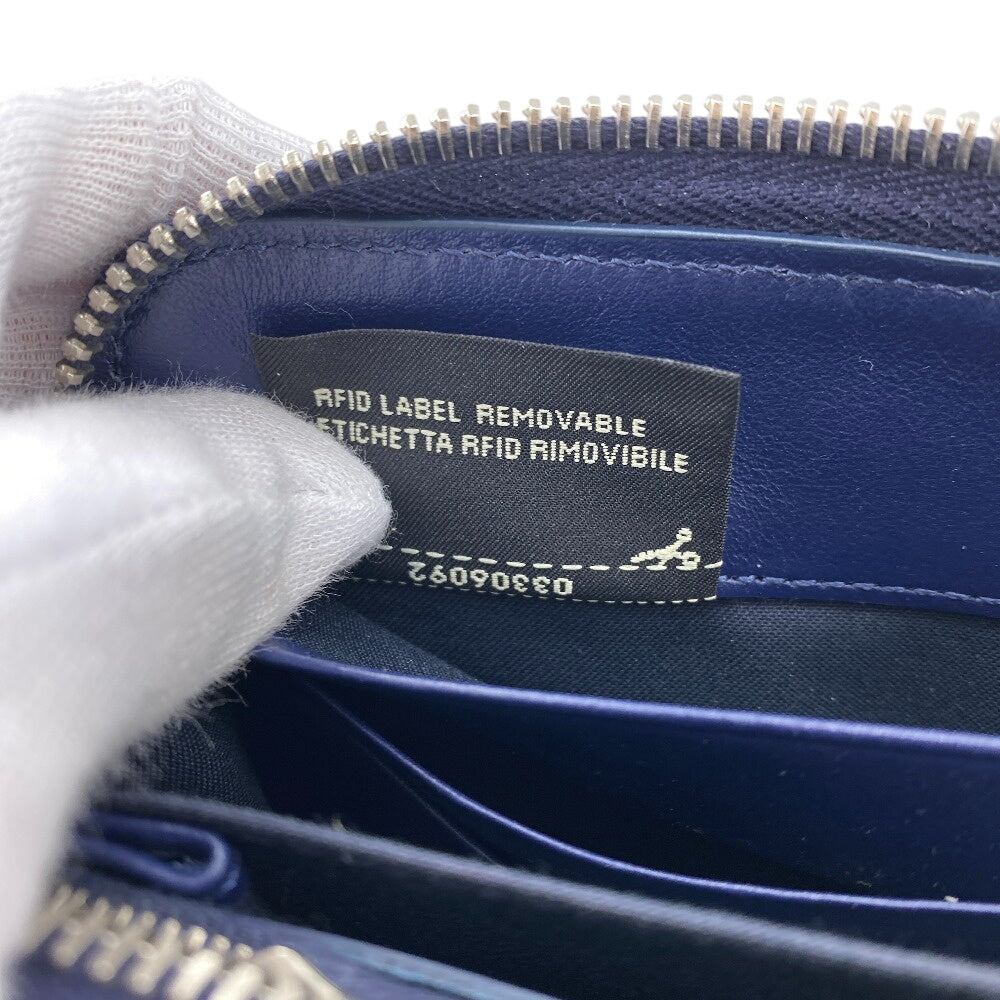 RFID LABEL REMOVABLE
ETICHETTA RFID RIMOVIBILE
03306092